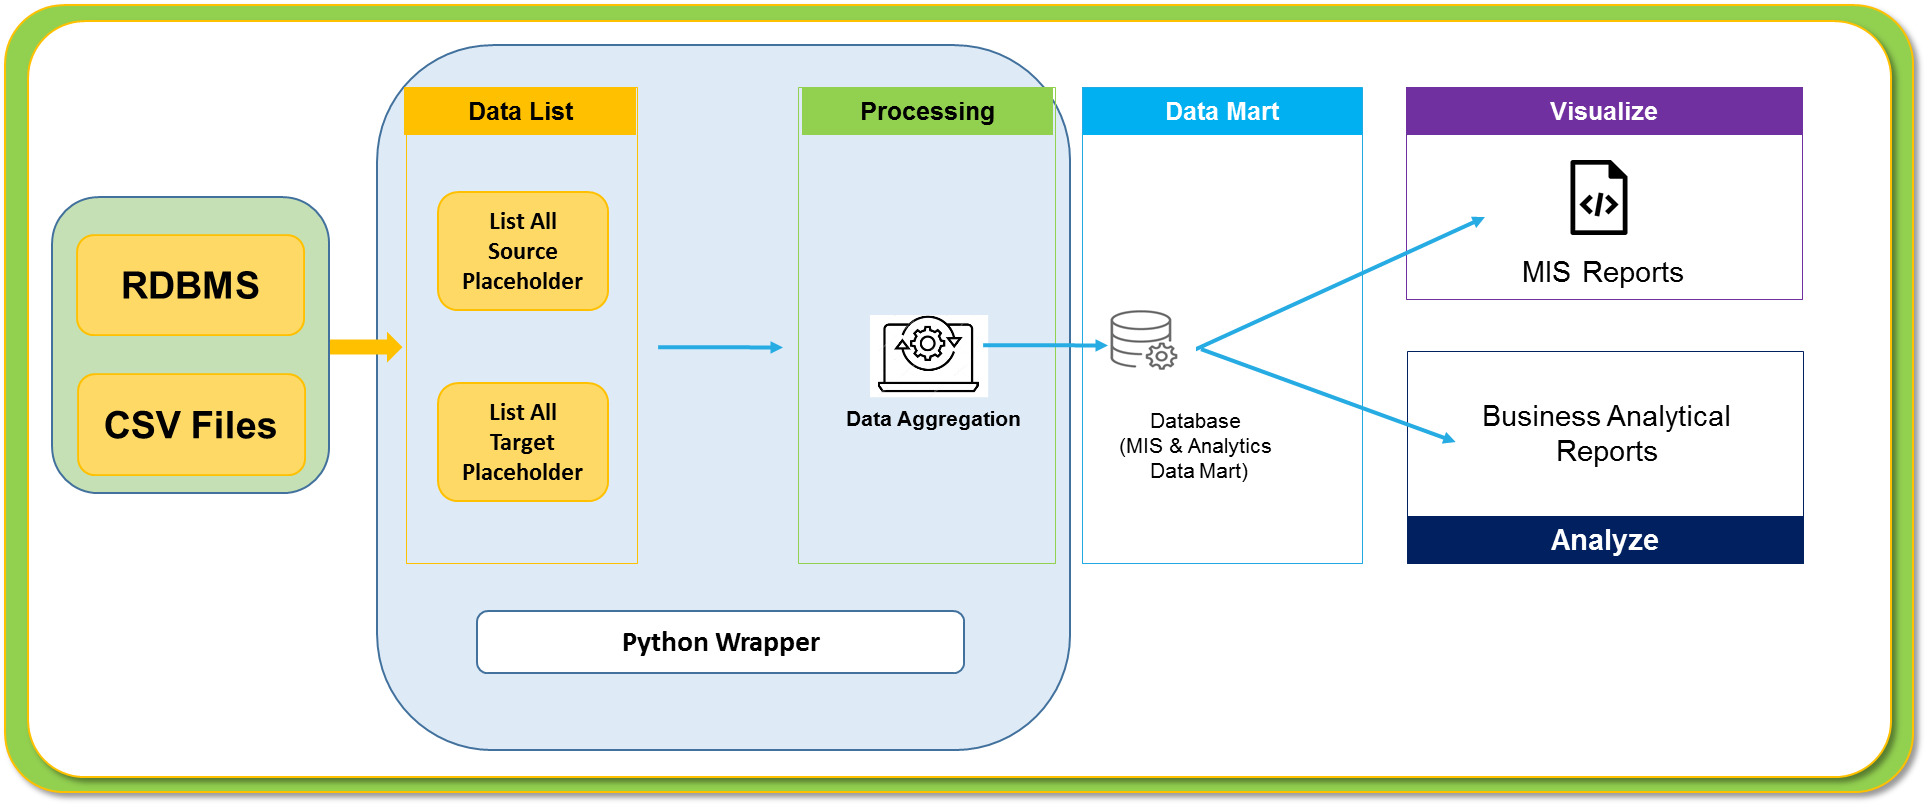 RDBMS
CSV Files
Data List
List All
Source
Placeholder
List All
Target
Placeholder
Processing
Data Aggregation
Python Wrapper
Data Mart
Database
(MIS & Analytics
Data Mart)
Visualize
</>
MIS Reports
Business Analytical
Reports
Analyze